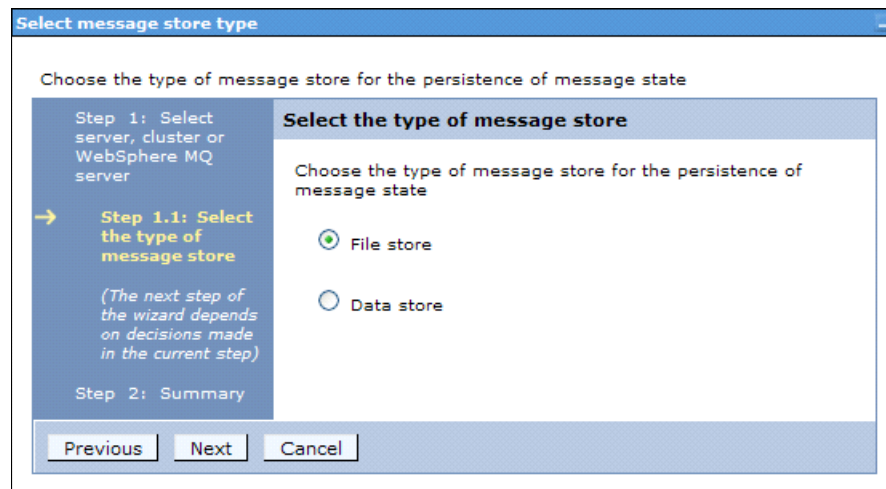 Select message store type
Choose the type of message store for the persistence of message state
Step 1: Select
server, cluster or
WebSphere MQ
server
Step 1.1: Select
the type of
message store
(The next step of
the wizard depends
on decisions made
in the current step)
Step 2: Summary
Select the type of message store
Choose the type of message store for the persistence of
message state
File store
Data store
Previous Next Cancel